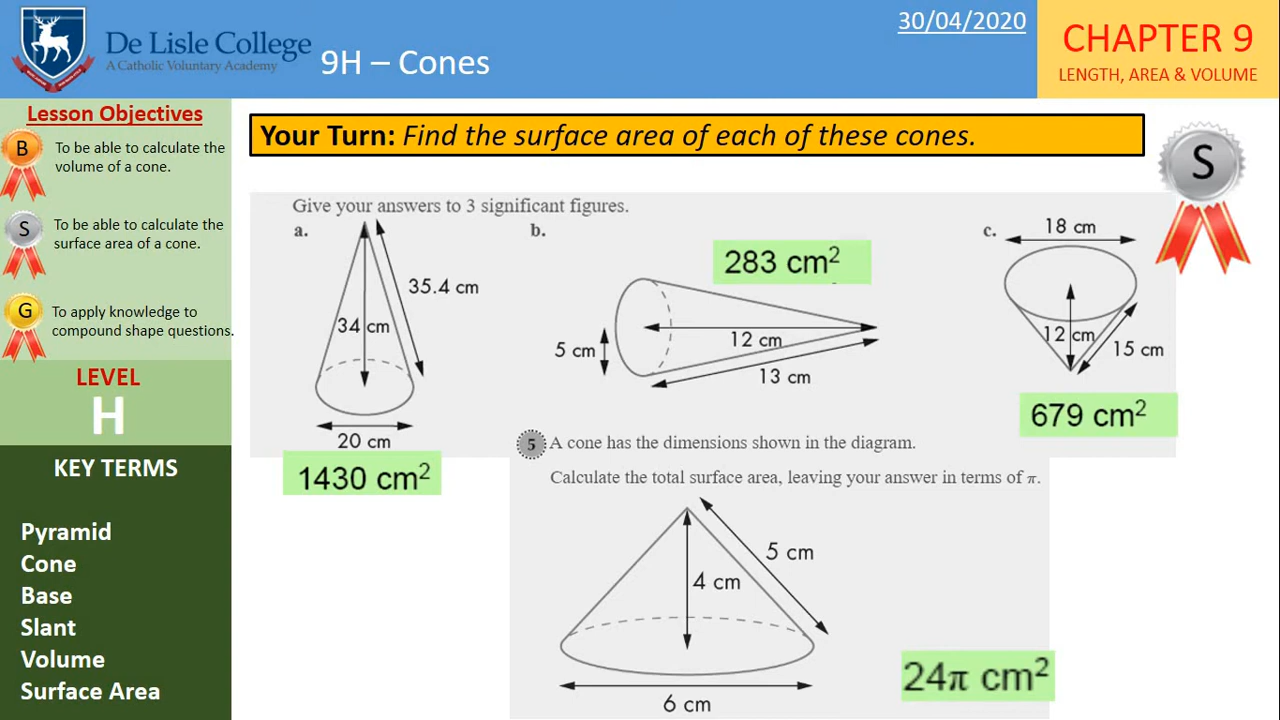 De Lisle College
A Catholic Voluntary Academy
9H – Cones
30/04/2020
CHAPTER 9
LENGTH, AREA & VOLUME
Lesson Objectives
B
To be able to calculate the
volume of a cone.
S
To be able to calculate the
surface area of a cone.
G
To apply knowledge to
compound shape questions.
LEVEL
H
KEY TERMS
Pyramid
Cone
Base
Slant
Volume
Surface Area
Your Turn: Find the surface area of each of these cones.
S
Give your answers to 3 significant figures.
a.
35.4 cm
34 cm
20 cm
1430 cm²
b.
283 cm²
5 cm
12 cm
13 cm
c.
18 cm
12 cm
15 cm
679 cm²
5 A cone has the dimensions shown in the diagram.
Calculate the total surface area, leaving your answer in terms of π.
5 cm
4 cm
6 cm
24π cm²